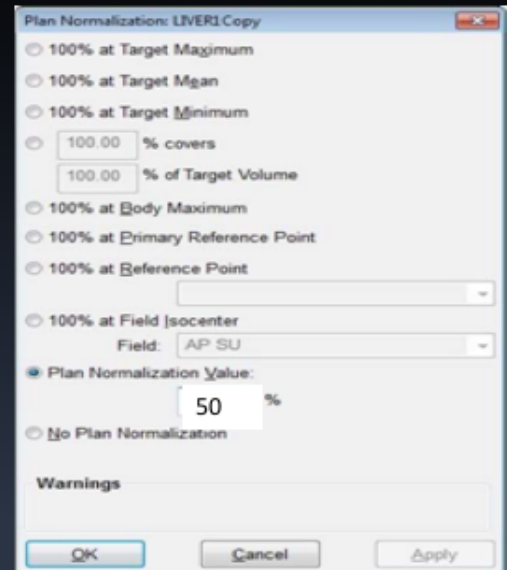 Plan Normalization: LIVER1Copy
100% at Target Maximum
100% at Target Mean
100% at Target Minimum
100.00 % covers
100.00 % of Target Volume
100% at Body Maximum
100% at Primary Reference Point
100% at Reference Point
100% at Field Isocenter
Field: AP SU
Plan Normalization Value:
50 %
No Plan Normalization
Warnings
OK Cancel Apply